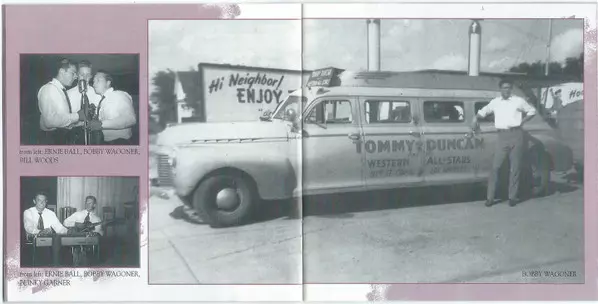 from left: ERNIE BALL, BOBBY WAGONER,
BILL WOODS
from left: ERNIE BALL, BOBBY WAGONER,
GARNER
Hi Neighbor!
ENJOY
TOMMY DUNCAN
WESTERN ALL-STARS
BOBBY WAGONER